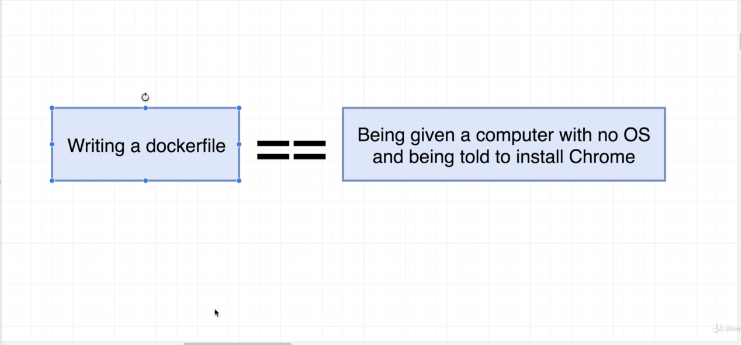 Writing a dockerfile
==
Being given a computer with no OS
and being told to install Chrome